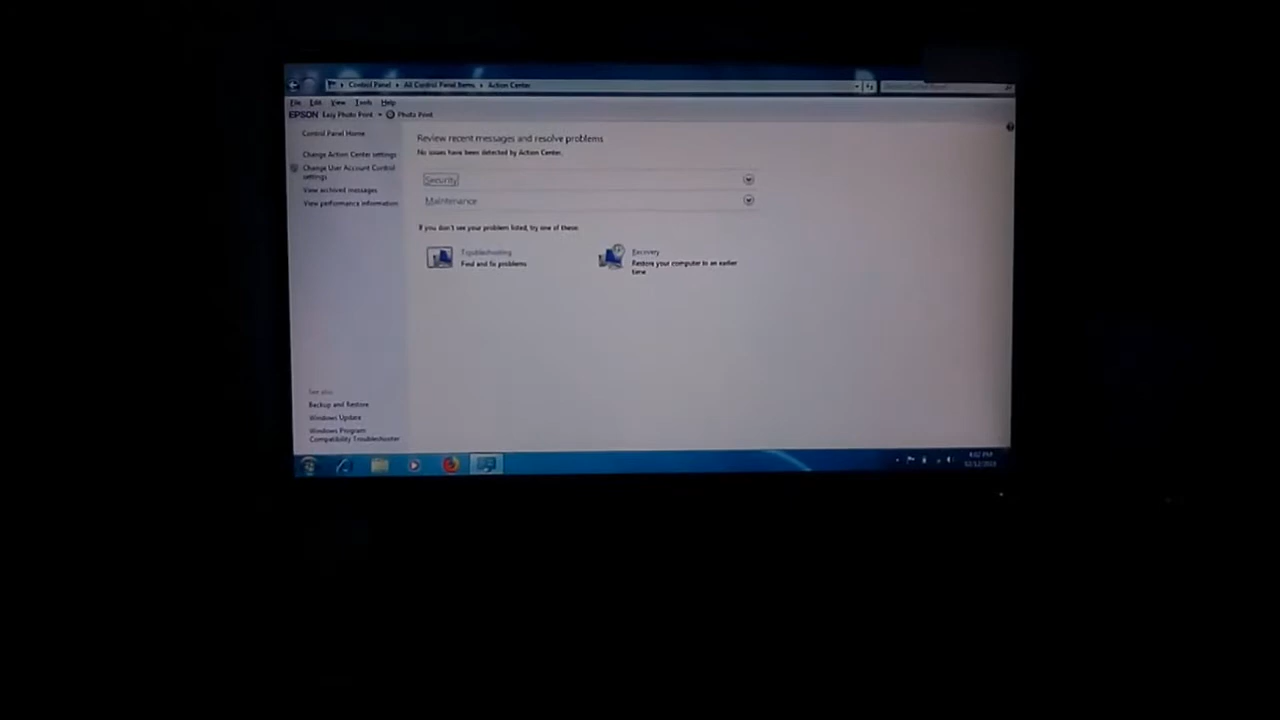 Control Panel All Control Panel Items Action Center
File Edit View Tools Help
EPSON Easy Photo Print Photo Print
Control Panel Home
Change Action Center settings
Change User Account Control
settings
View archived messages
View performance information
Review recent messages and resolve problems
No issues have been detected by Action Center.
Security
Maintenance
If you don't see your problem listed, try one of these:
Troubleshooting
Find and fix problems
Recovery
Restore your computer to an earlier
time
See also
Backup and Restore
Windows Update
Windows Program
Compatibility Troubleshooter
4:02 PM